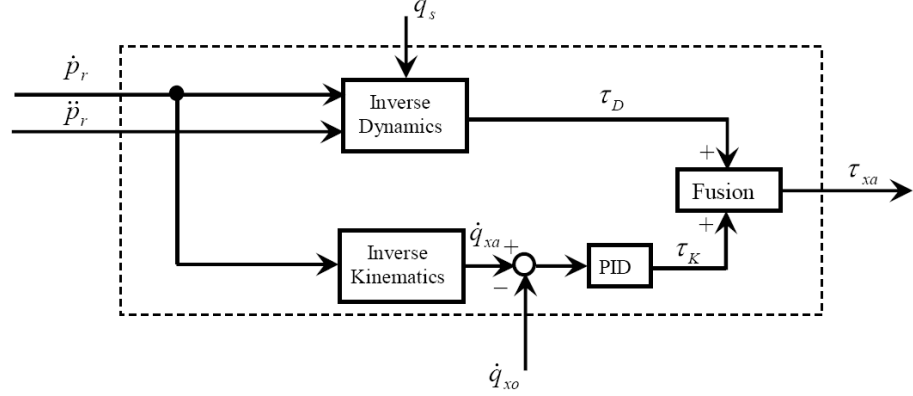 q_s
ṗ_r
p̈_r
Inverse
Dynamics
τ_D
+
Fusion
τ_xa
+
Inverse
Kinematics
q̇_xa
+
−
PID
τ_K
q̇_xo